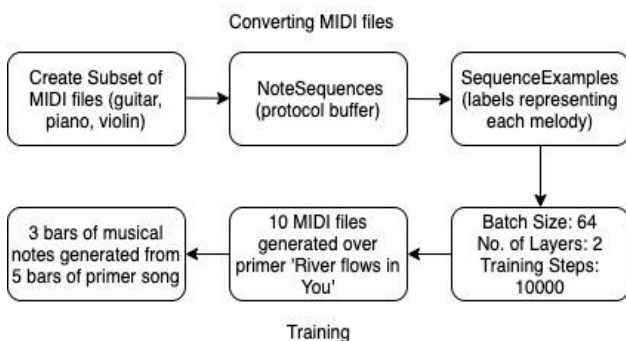 Converting MIDI files
Create Subset of
MIDI files (guitar,
piano, violin)
NoteSequences
(protocol buffer)
SequenceExamples
(labels representing
each melody)
Batch Size: 64
No. of Layers: 2
Training Steps:
10000
10 MIDI files
generated over
primer 'River flows in
You'
3 bars of musical
notes generated from
5 bars of primer song
Training